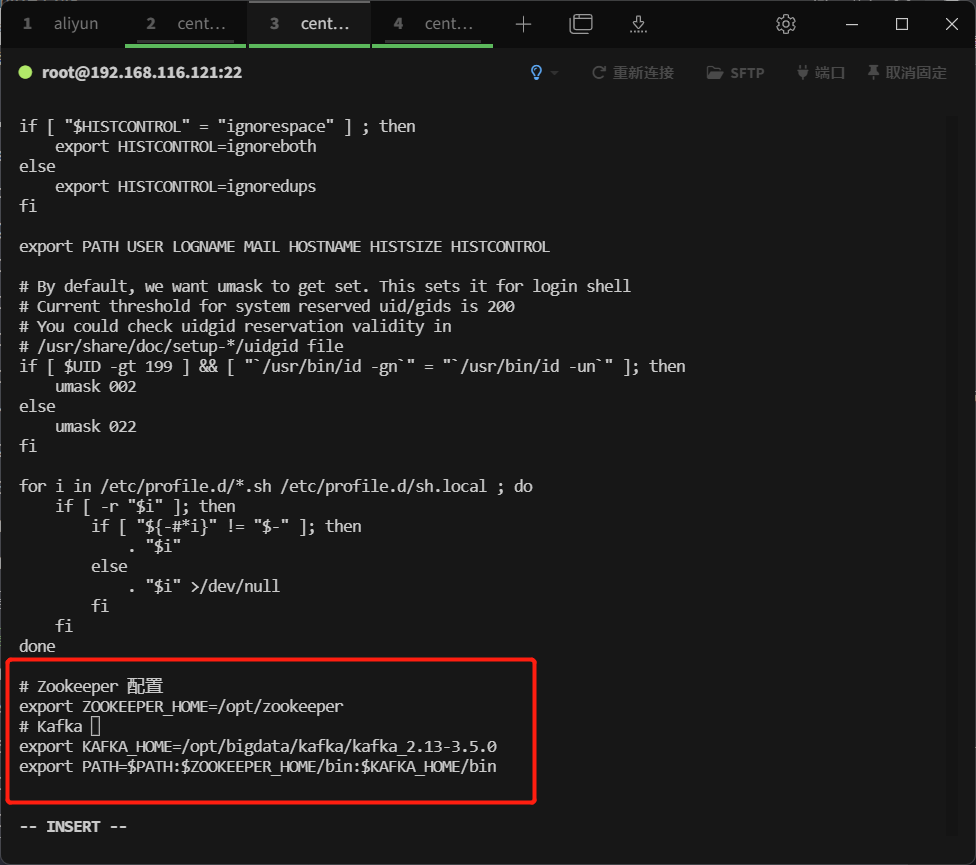 1 aliyun 2 cent... 3 cent... 4 cent...
root@192.168.116.121:22 重新连接 SFTP 端口 取消固定
if [ "$HISTCONTROL" = "ignorespace" ] ; then
    export HISTCONTROL=ignoreboth
else
    export HISTCONTROL=ignoredups
fi
export PATH USER LOGNAME MAIL HOSTNAME HISTSIZE HISTCONTROL
# By default, we want umask to get set. This sets it for login shell
# Current threshold for system reserved uid/gids is 200
# You could check uidgid reservation validity in
# /usr/share/doc/setup-*/uidgid file
if [ $UID -gt 199 ] && [ "`/usr/bin/id -gn`" = "`/usr/bin/id -un`" ]; then
    umask 002
else
    umask 022
fi
for i in /etc/profile.d/*.sh /etc/profile.d/sh.local ; do
    if [ -r "$i" ]; then
        if [ "${-#*i}" != "$-" ]; then
            . "$i"
        else
            . "$i" >/dev/null
        fi
    fi
done
# Zookeeper 配置
export ZOOKEEPER_HOME=/opt/zookeeper
# Kafka
export KAFKA_HOME=/opt/bigdata/kafka/kafka_2.13-3.5.0
export PATH=$PATH:$ZOOKEEPER_HOME/bin:$KAFKA_HOME/bin
-- INSERT --